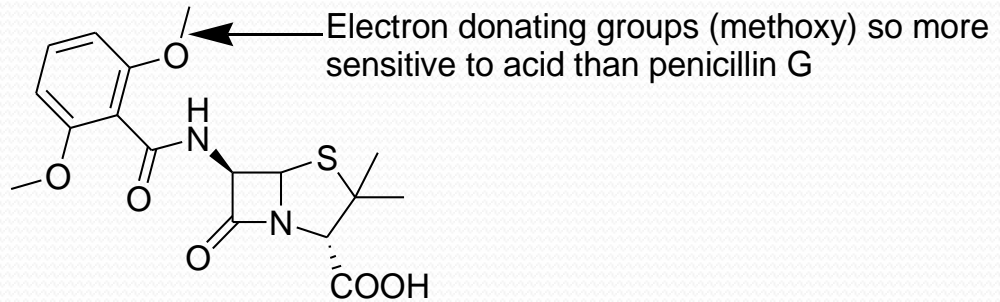 Electron donating groups (methoxy) so more
sensitive to acid than penicillin G
O
H
N
S
O
O
N
O
COOH